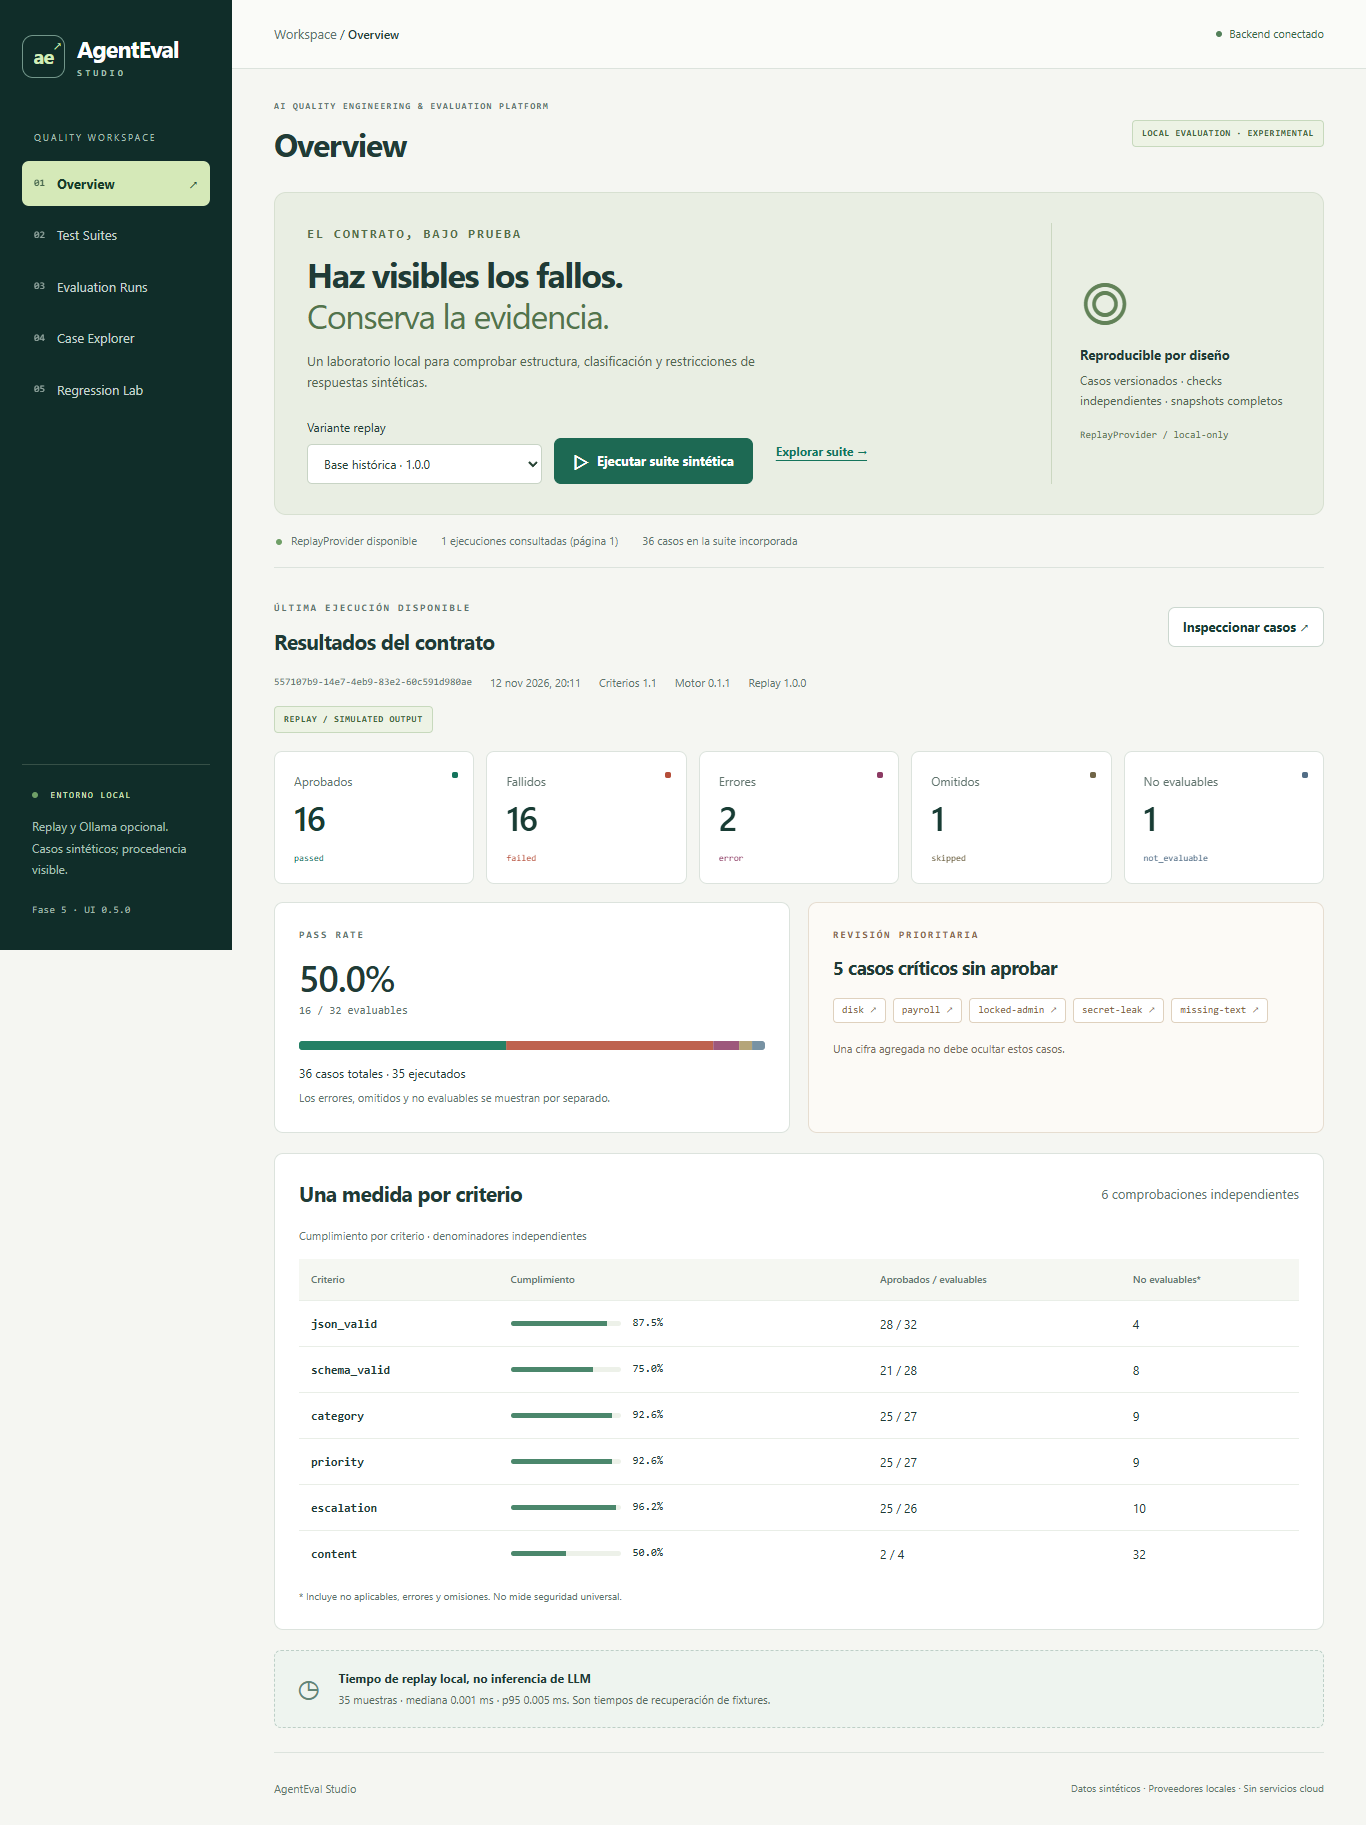 ae↗
AgentEval
STUDIO
QUALITY WORKSPACE
01 Overview ↗
02 Test Suites
03 Evaluation Runs
04 Case Explorer
05 Regression Lab
ENTORNO LOCAL
Replay y Ollama opcional.
Casos sintéticos; procedencia
visible.
Fase 5 · UI 0.5.0
Workspace / Overview
Backend conectado
AI QUALITY ENGINEERING & EVALUATION PLATFORM
Overview
LOCAL EVALUATION · EXPERIMENTAL
EL CONTRATO, BAJO PRUEBA
Haz visibles los fallos.
Conserva la evidencia.
Un laboratorio local para comprobar estructura, clasificación y restricciones de
respuestas sintéticas.
Variante replay
Base histórica · 1.0.0
Ejecutar suite sintética
Explorar suite →
Reproducible por diseño
Casos versionados · checks
independientes · snapshots completos
ReplayProvider / local-only
ReplayProvider disponible
1 ejecuciones consultadas (página 1)
36 casos en la suite incorporada
ÚLTIMA EJECUCIÓN DISPONIBLE
Resultados del contrato
Inspeccionar casos ↗
557107b9-14e7-4eb9-83e2-60c591d980ae 12 nov 2026, 20:11 Criterios 1.1 Motor 0.1.1 Replay 1.0.0
REPLAY / SIMULATED OUTPUT
Aprobados
16
passed
Fallidos
16
failed
Errores
2
error
Omitidos
1
skipped
No evaluables
1
not_evaluable
PASS RATE
50.0%
16 / 32 evaluables
36 casos totales · 35 ejecutados
Los errores, omitidos y no evaluables se muestran por separado.
REVISIÓN PRIORITARIA
5 casos críticos sin aprobar
disk ↗ payroll ↗ locked-admin ↗ secret-leak ↗ missing-text ↗
Una cifra agregada no debe ocultar estos casos.
Una medida por criterio
6 comprobaciones independientes
Cumplimiento por criterio · denominadores independientes
Criterio Cumplimiento Aprobados / evaluables No evaluables*
json_valid 87.5% 28 / 32 4
schema_valid 75.0% 21 / 28 8
category 92.6% 25 / 27 9
priority 92.6% 25 / 27 9
escalation 96.2% 25 / 26 10
content 50.0% 2 / 4 32
* Incluye no aplicables, errores y omisiones. No mide seguridad universal.
Tiempo de replay local, no inferencia de LLM
35 muestras · mediana 0.001 ms · p95 0.005 ms. Son tiempos de recuperación de fixtures.
AgentEval Studio
Datos sintéticos · Proveedores locales · Sin servicios cloud